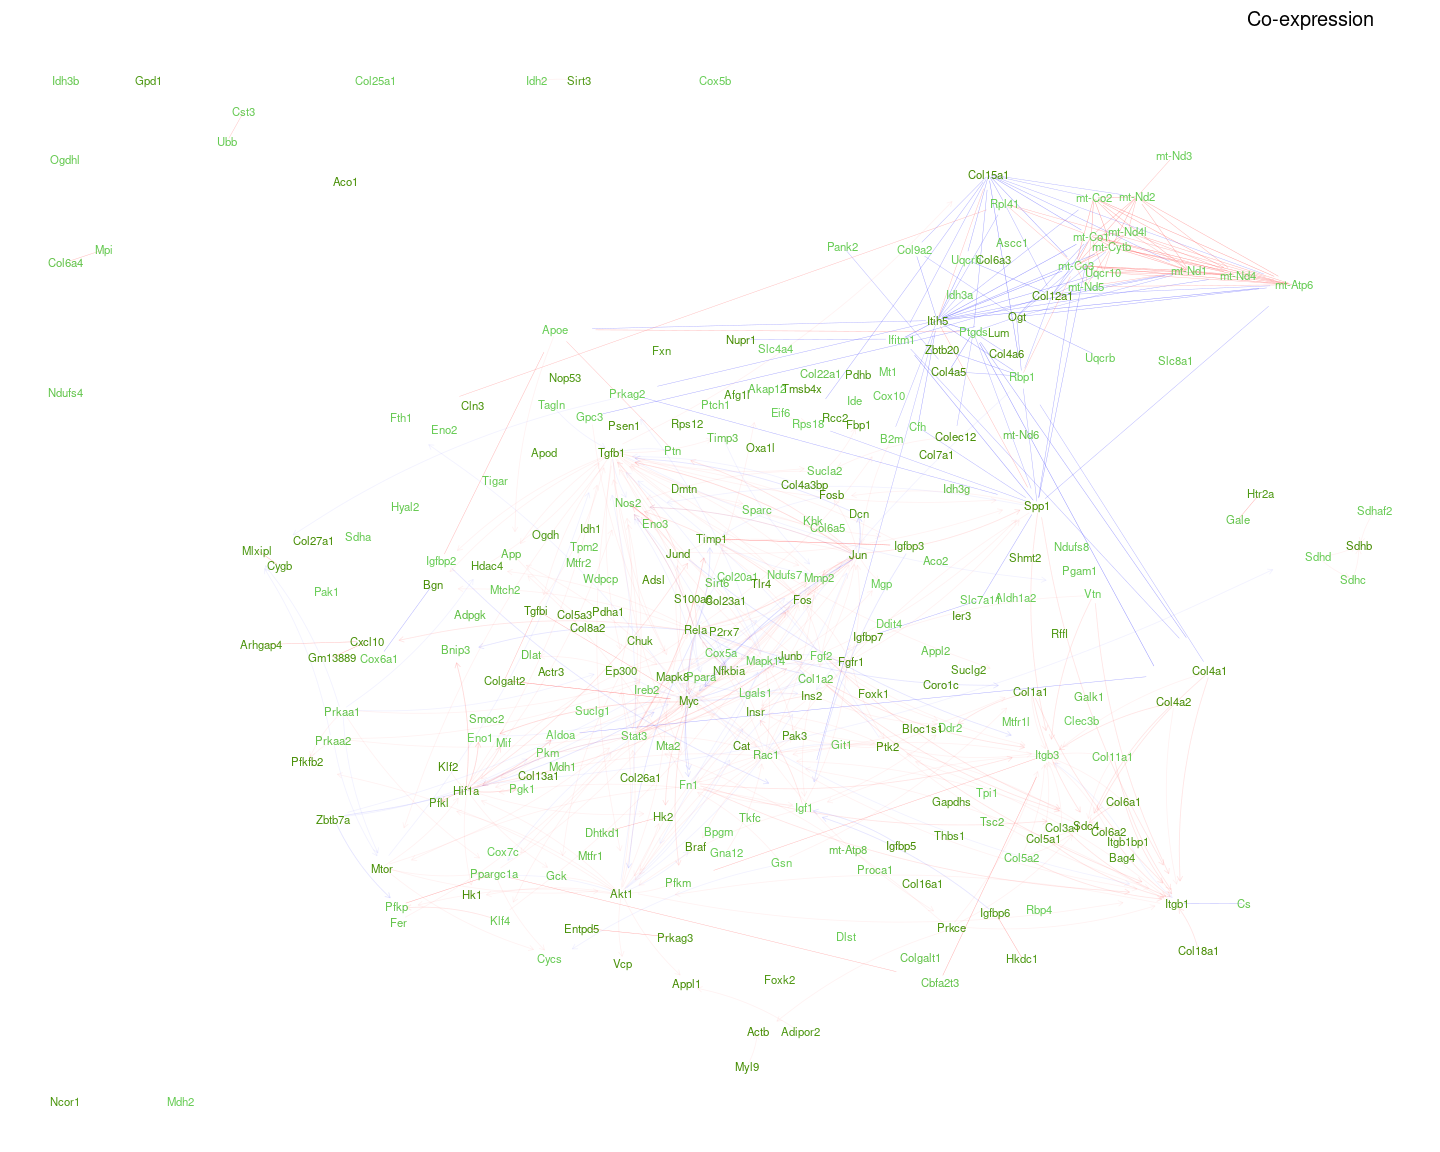 Co-expression
Idh3b Gpd1 Col25a1 Idh2 Sirt3 Cox5b
Cst3
Ubb
Ogdhl mt-Nd3
Aco1 Col15a1
mt-Co2 mt-Nd2
Rpl41
mt-Co1 mt-Nd4l
Mpi Pank2 Col9a2 Ascc1 mt-Cytb
Col6a4 Col6a3 mt-Co3
Uqcr10 mt-Nd1 mt-Nd4
mt-Nd5 mt-Atp6
Idh3a Col12a1
Itih5 Ogt
Apoe Ptgds Lum
Nupr1 Ifitm1
Fxn Slc4a4 Zbtb20 Col4a6 Uqcrb Slc8a1
Nop53 Col22a1 Pdhb Mt1 Col4a5 Rbp1
Ndufs4 Prkag2 Afg1l Akap12 Tmsb4x Cox10
Cln3 Tagln Ptch1 Ide
Fth1 Gpc3 Eif6 Rcc2
Eno2 Psen1 Rps12 Rps18 Fbp1 Cfh
Timp3 B2m Colec12 mt-Nd6
Apod Tgfb1 Ptn Oxa1l Col7a1
Sucla2
Tigar Dmtn Col4a3bp Idh3g
Fosb Htr2a
Hyal2 Nos2 Sparc Dcn Spp1 Sdhaf2
Eno3 Khk Gale
Idh1 Col6a5
Col27a1 Sdha Ogdh Timp1 Igfbp3
Mlxipl App Tpm2 Jund Jun Ndufs8 Sdhb
Cygb Igfbp2 Hdac4 Mtfr2 Aco2 Shmt2 Sdhd
Bgn Wdpcp Adsl Col20a1 Ndufs7 Mmp2 Pgam1 Sdhc
Pak1 Mtch2 Sirt6 Tlr4 Mgp
Col23a1 Fos Aldh1a2 Vtn
Adpgk Tgfbi Col5a3 Pdha1 Ier3
Col8a2 Rela P2rx7 Ddit4
Arhgap4 Cxcl10 Chuk Igfbp7 Rffl
Gm13889 Cox6a1 Bnip3 Dlat Cox5a Mapk14 Junb Fgf2 Fgfr1 Appl2
Colgalt2 Actr3 Ep300 Mapk8 Ppara Nfkbia Col1a2 Suclg2 Col4a1
Ireb2 Lgals1 Ins2 Foxk1 Coro1c Col1a1 Galk1
Prkaa1 Suclg1 Myc Insr Col4a2
Smoc2 Mtfr1l Clec3b
Prkaa2 Eno1 Mif Aldoa Stat3 Mta2 Cat Pak3 Git1 Ptk2 Bloc1s1 Ddr2
Pkm Rac1 Itgb3 Col11a1
Pfkfb2 Klf2 Mdh1
Col13a1 Col26a1 Fn1
Hif1a Pgk1 Tpi1
Pfkl Igf1 Gapdhs Col6a1
Zbtb7a Hk2 Tkfc Tsc2 Col3a1 Sdc4
Dhtkd1 Bpgm Thbs1 Col5a1 Col6a2
Cox7c Mtfr1 Braf Gna12 mt-Atp8 Igfbp5 Itgb1bp1
Mtor Gsn Proca1 Col5a2 Bag4
Ppargc1a Gck Pfkm Col16a1
Hk1 Akt1
Pfkp Igfbp6 Rbp4 Itgb1 Cs
Fer Klf4 Entpd5 Prkce
Prkag3 Dlst
Cycs Vcp Colgalt1 Hkdc1 Col18a1
Appl1 Foxk2 Cbfa2t3
Actb Adipor2
Myl9
Ncor1 Mdh2